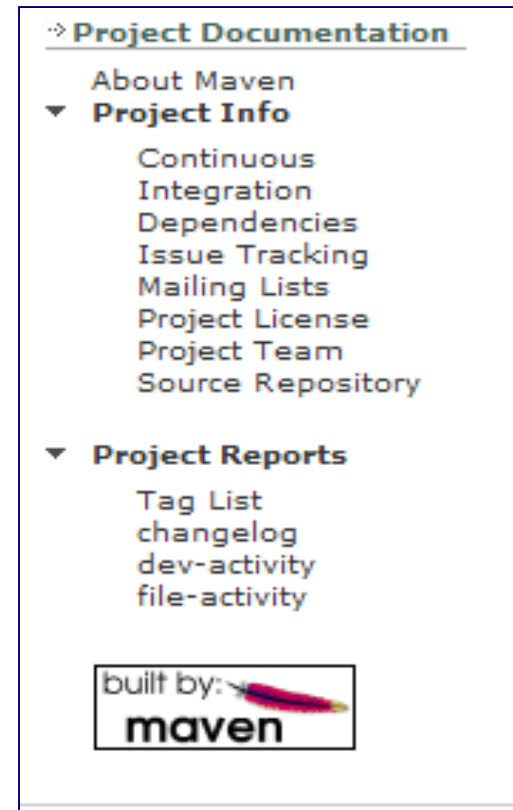 Project Documentation
About Maven
Project Info
Continuous
Integration
Dependencies
Issue Tracking
Mailing Lists
Project License
Project Team
Source Repository
Project Reports
Tag List
changelog
dev-activity
file-activity
built by:
maven